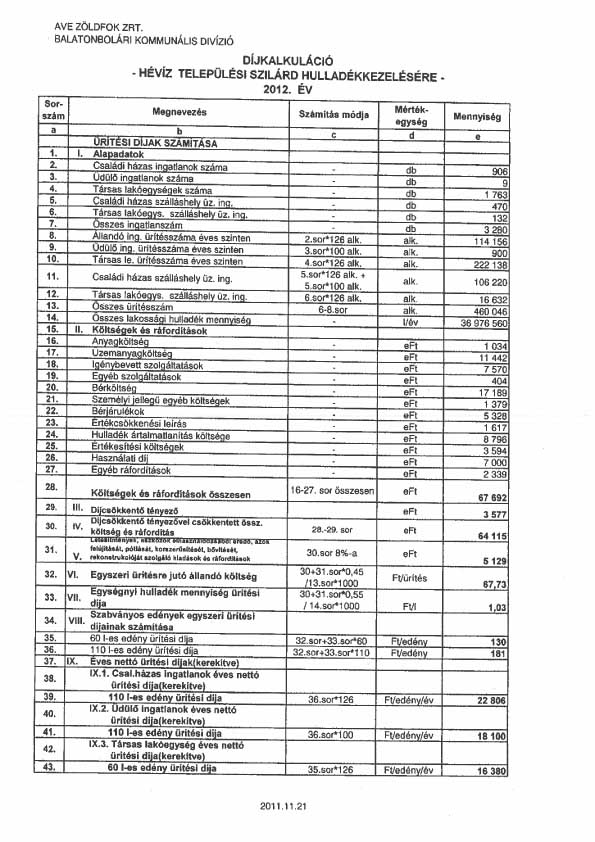 AVE ZÖLDFOK ZRT.
BALATONBOLÁRI KOMMUNÁLIS DIVÍZIÓ
DÍJKALKULÁCIÓ
- HÉVÍZ TELEPÜLÉSI SZILÁRD HULLADÉKKEZELÉSÉRE -
2012. ÉV
Sor-szám Megnevezés Számítás módja Mérték-egység Mennyiség
a b c d e
ÜRÍTÉSI DÍJAK SZÁMÍTÁSA
1. I. Alapadatok
2. Családi házas ingatlanok száma - db 906
3. Üdülő ingatlanok száma - db 9
4. Társas lakóegységek száma - db 1 763
5. Családi házas szálláshely üz. ing. - db 470
6. Társas lakóegys. szálláshely üz. ing. - db 132
7. Összes ingatlanszám - db 3 280
8. Állandó ing. ürítésszáma éves szinten 2.sor*126 alk. alk. 114 156
9. Üdülő ing. ürítésszáma éves szinten 3.sor*100 alk. alk. 900
10. Társas le. ürítésszáma éves szinten 4.sor*126 alk. alk. 222 138
11. Családi házas szálláshely üz. ing. 5.sor*126 alk. + 5.sor*100 alk. alk. 106 220
12. Társas lakóegys. szálláshely üz. ing. 6.sor*126 alk. alk. 16 632
13. Összes ürítésszám 6-8.sor alk. 460 046
14. Összes lakossági hulladék mennyiség - l/év 36 976 560
15. II. Költségek és ráfordítások
16. Anyagköltség - eFt 1 034
17. Üzemanyagköltség - eFt 11 442
18. Igénybevett szolgáltatások - eFt 7 570
19. Egyéb szolgáltatások - eFt 404
20. Bérköltség - eFt 17 189
21. Személyi jellegű egyéb költségek - eFt 1 379
22. Bérjárulékok - eFt 5 328
23. Értékcsökkenési leírás - eFt 1 617
24. Hulladék ártalmatlanítás költsége - eFt 8 796
25. Értékesítési költségek - eFt 3 594
26. Használati díj - eFt 7 000
27. Egyéb ráfordítások - eFt 2 339
28. Költségek és ráfordítások összesen 16-27. sor összesen eFt 67 692
29. III. Díjcsökkentő tényező eFt 3 577
30. IV. Díjcsökkentő tényezővel csökkentett össz. költség és ráfordítás 28.-29. sor eFt 64 115
31. V. Létesítmények, eszközök elhasználódásából eredő, azok felújítását, pótlását, korszerűsítését, bővítését, rekonstrukcióját szolgáló kiadások és ráfordítások 30.sor 8%-a eFt 5 129
32. VI. Egyszeri ürítésre jutó állandó költség 30+31.sor*0,45 /13.sor*1000 Ft/ürítés 67,73
33. VII. Egységnyi hulladék mennyiség ürítési díja 30+31.sor*0,55 / 14.sor*1000 Ft/l 1,03
34. VIII. Szabványos edények egyszeri ürítési díjainak számítása
35. 60 l-es edény ürítési díja 32.sor+33.sor*60 Ft/edény 130
36. 110 l-es edény ürítési díja 32.sor+33.sor*110 Ft/edény 181
37. IX. Éves nettó ürítési díjak(kerekítve)
38. IX.1. Csal.házas ingatlanok éves nettó ürítési díja(kerekítve)
39. 110 l-es edény ürítési díja 36.sor*126 Ft/edény/év 22 806
40. IX.2. Üdülő ingatlanok éves nettó ürítési díja(kerekítve)
41. 110 l-es edény ürítési díja 36.sor*100 Ft/edény/év 18 100
42. IX.3. Társas lakóegység éves nettó ürítési díja(kerekítve)
43. 60 l-es edény ürítési díja 35.sor*126 Ft/edény/év 16 380
2011.11.21